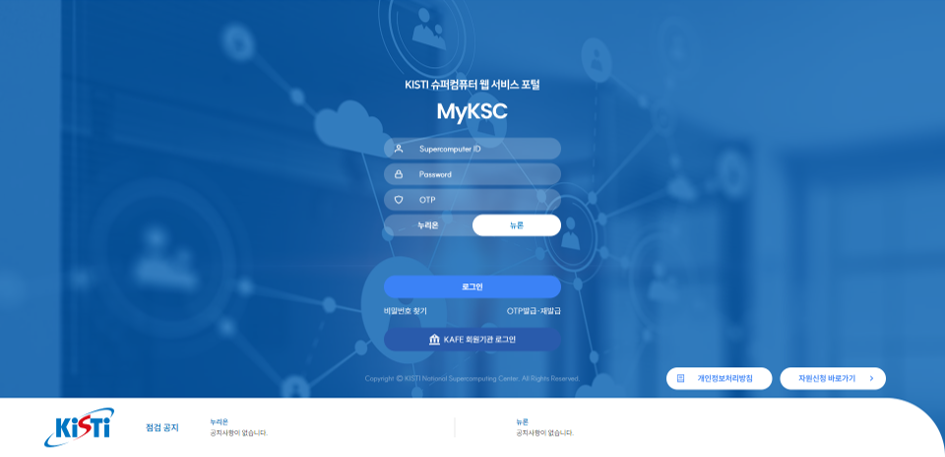 KISTI 슈퍼컴퓨터 웹 서비스 포털
MyKSC
Supercomputer ID
Password
OTP
누리온 뉴론
로그인
비밀번호 찾기 OTP발급·재발급
KAFE 회원기관 로그인
Copyright © KISTI National Supercomputing Center. All Rights Reserved.
개인정보처리방침 자원신청 바로가기
KiSTi
점검 공지
누리온
공지사항이 없습니다.
뉴론
공지사항이 없습니다.